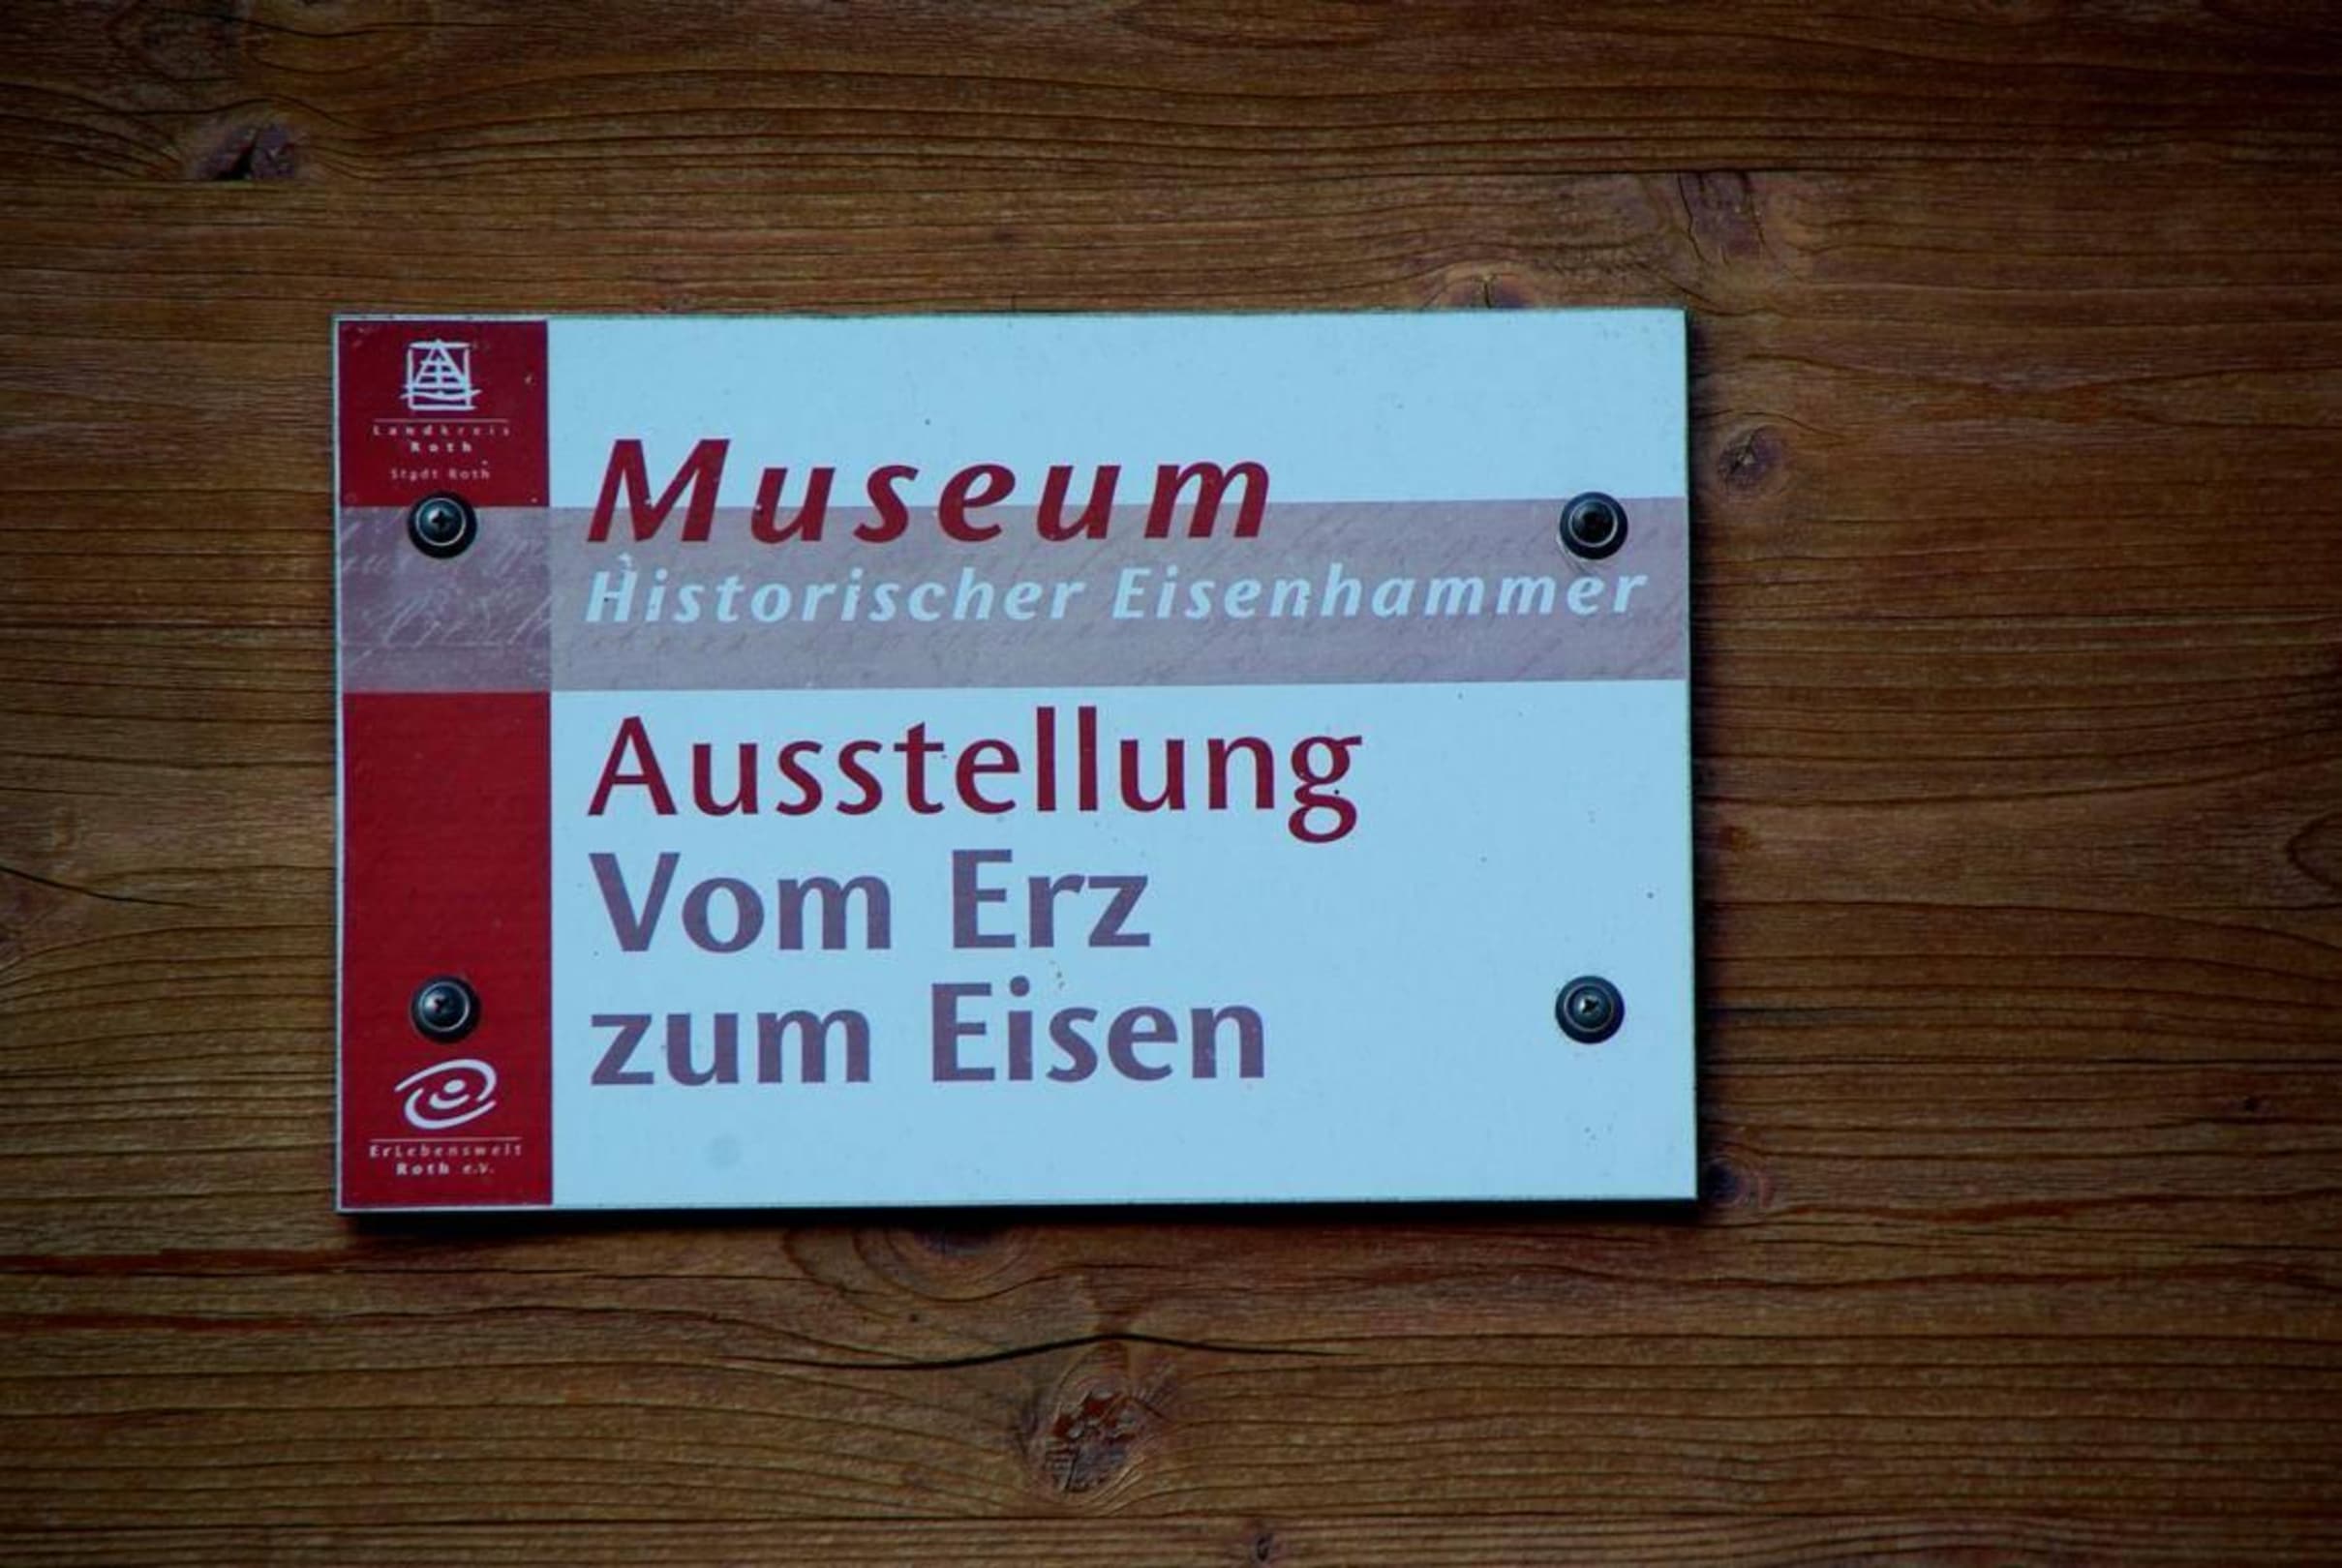 Landkreis
Roth
Stadt Roth
Museum
Historischer Eisenhammer
Ausstellung
Vom Erz
zum Eisen
ErLebenswelt
Roth e.V.